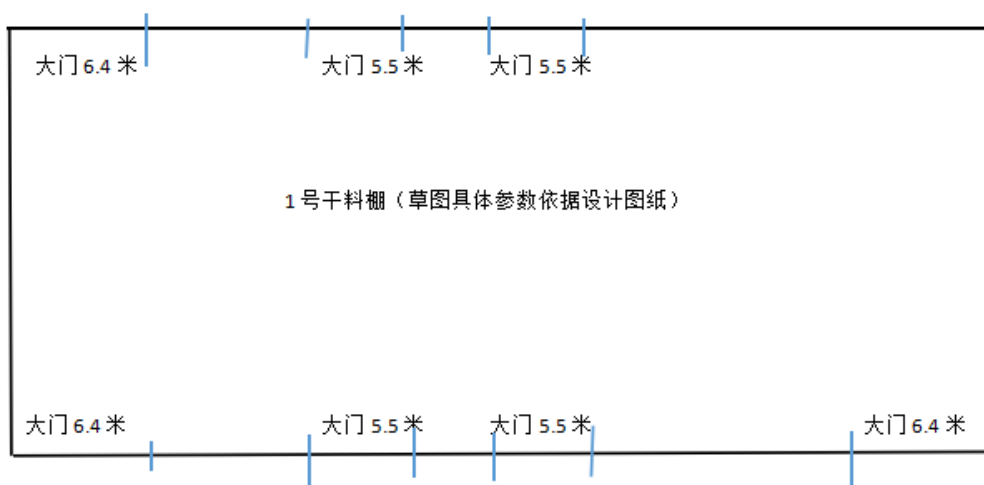 大门 6.4 米 大门 5.5 米 大门 5.5 米
1 号干料棚（草图具体参数依据设计图纸）
大门 6.4 米 大门 5.5 米 大门 5.5 米 大门 6.4 米